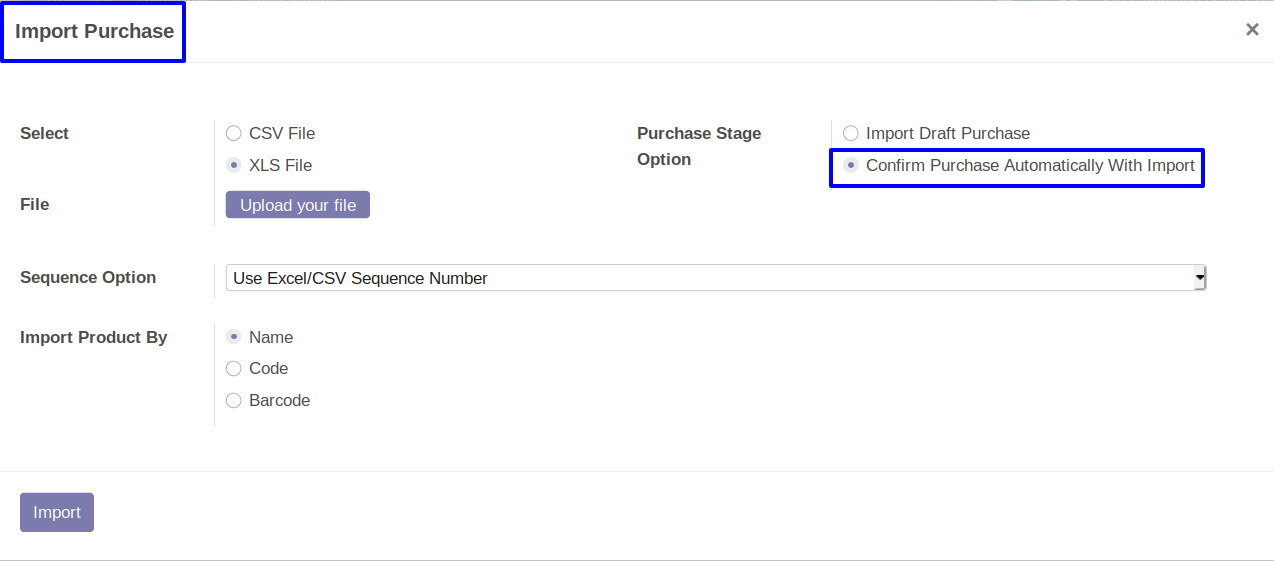 Import Purchase
×
Select
CSV File
XLS File
File
Upload your file
Purchase Stage
Option
Import Draft Purchase
Confirm Purchase Automatically With Import
Sequence Option
Use Excel/CSV Sequence Number
Import Product By
Name
Code
Barcode
Import